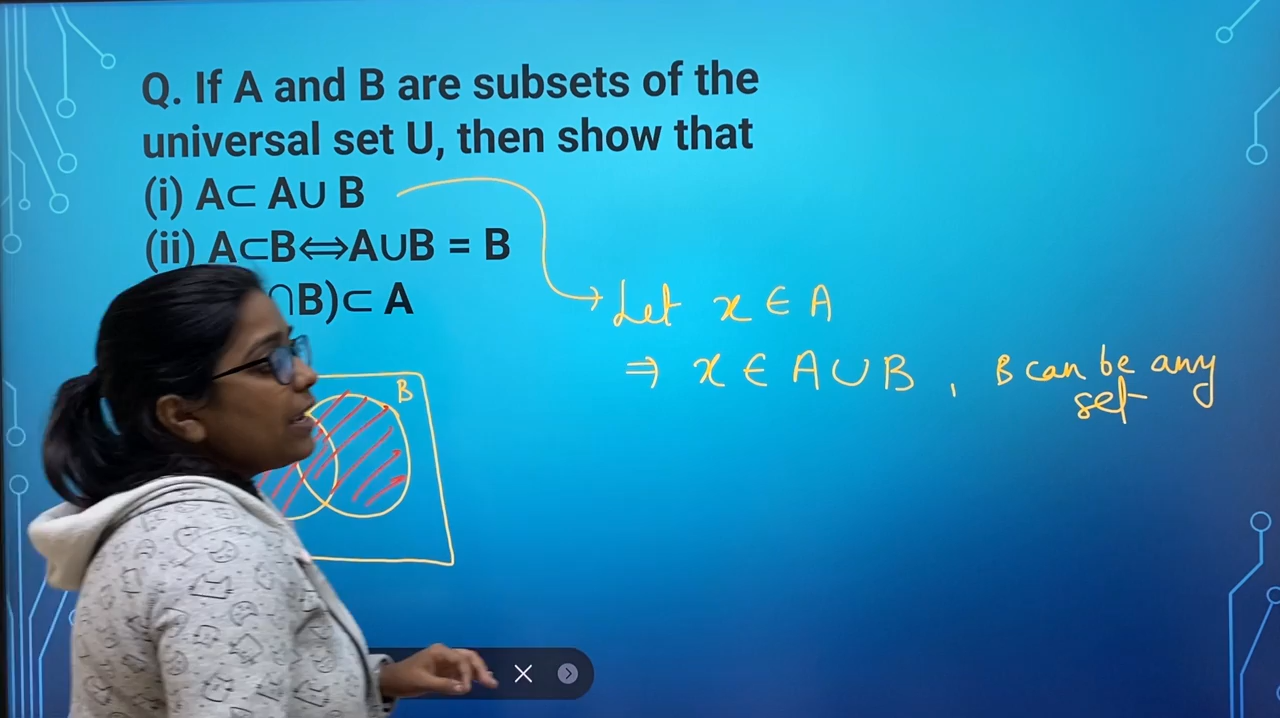 Q. If A and B are subsets of the
universal set U, then show that
(i) A⊂ A∪ B
(ii) A⊂B⇔A∪B = B
∩B)⊂ A
Let x ∈ A
⇒ x ∈ A ∪ B , B can be any
set
B